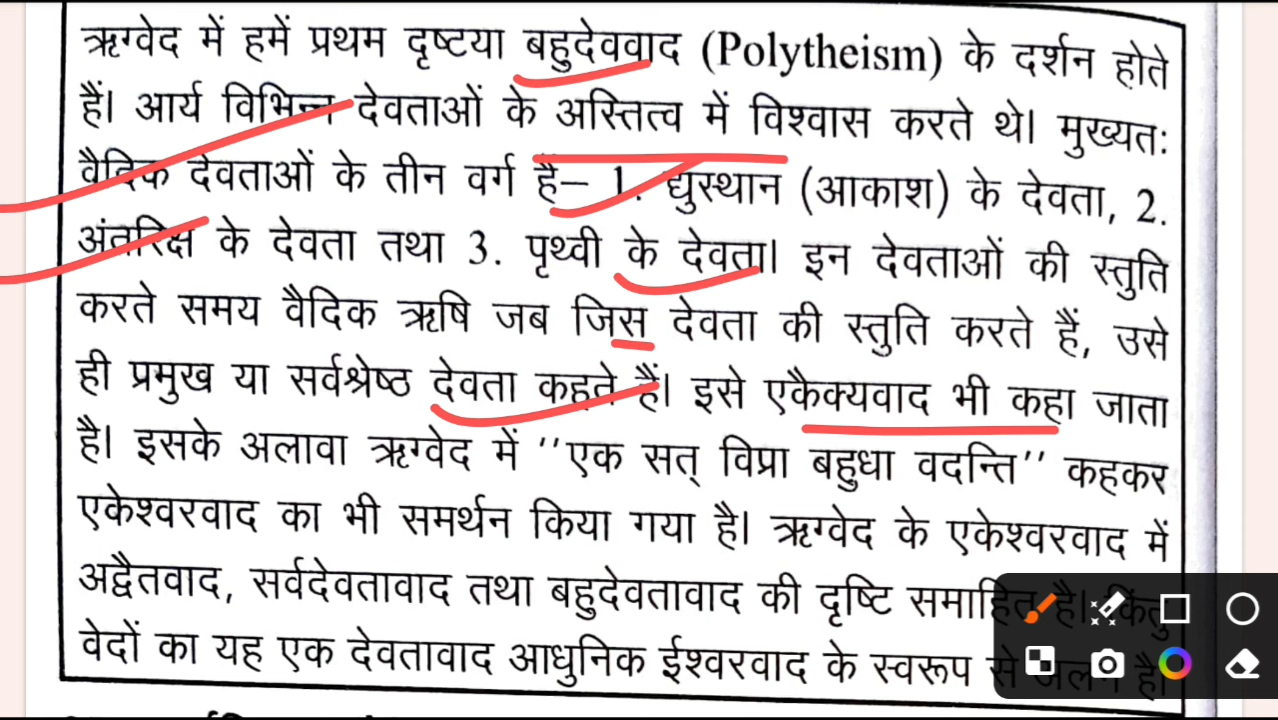 ऋग्वेद में हमें प्रथम दृष्टया बहुदेववाद (Polytheism) के दर्शन होते
हैं। आर्य विभिन्न देवताओं के अस्तित्व में विश्वास करते थे। मुख्यतः
वैदिक देवताओं के तीन वर्ग हैं– 1. द्युस्थान (आकाश) के देवता, 2.
अंतरिक्ष के देवता तथा 3. पृथ्वी के देवता। इन देवताओं की स्तुति
करते समय वैदिक ऋषि जब जिस देवता की स्तुति करते हैं, उसे
ही प्रमुख या सर्वश्रेष्ठ देवता कहते हैं। इसे एकैक्यवाद भी कहा जाता
है। इसके अलावा ऋग्वेद में ‘‘एक सत् विप्रा बहुधा वदन्ति’’ कहकर
एकेश्वरवाद का भी समर्थन किया गया है। ऋग्वेद के एकेश्वरवाद में
अद्वैतवाद, सर्वदेवतावाद तथा बहुदेवतावाद की दृष्टि समाहित है। किंतु
वेदों का यह एक देवतावाद आधुनिक ईश्वरवाद के स्वरूप से अलग है।